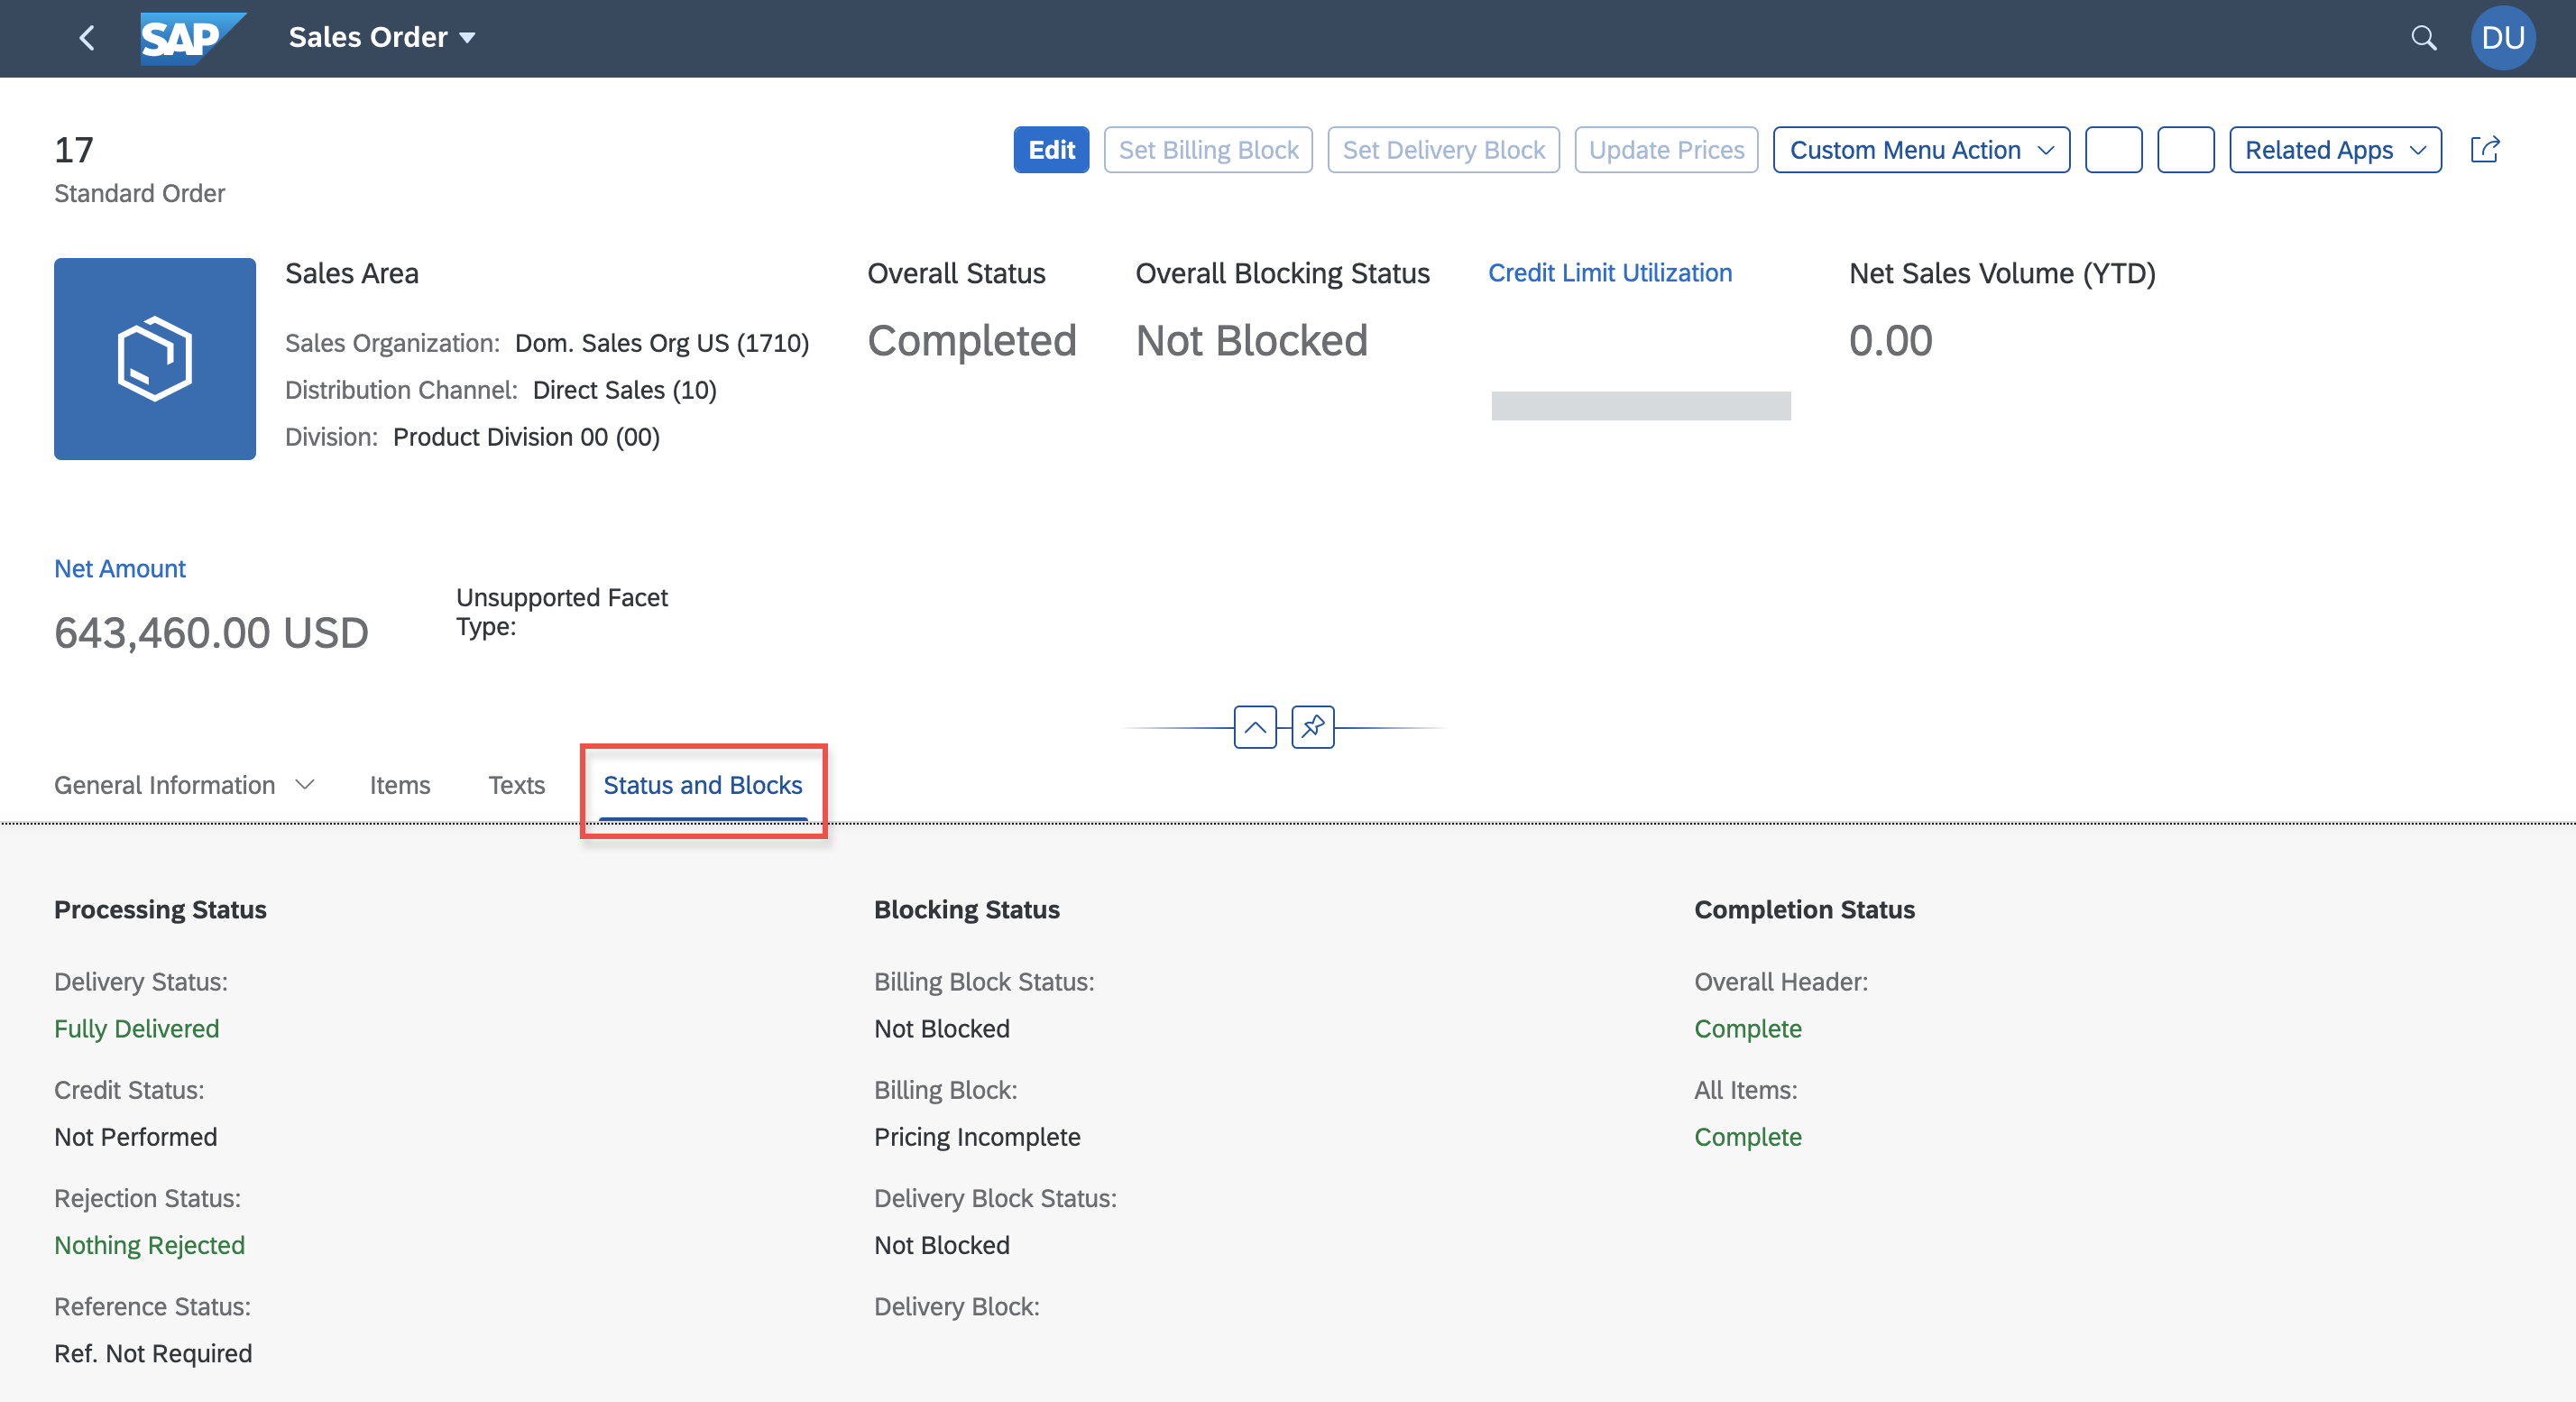 SAP
Sales Order
DU
17
Standard Order
Edit
Set Billing Block
Set Delivery Block
Update Prices
Custom Menu Action
Related Apps
Sales Area
Sales Organization: Dom. Sales Org US (1710)
Distribution Channel: Direct Sales (10)
Division: Product Division 00 (00)
Overall Status
Completed
Overall Blocking Status
Not Blocked
Credit Limit Utilization
Net Sales Volume (YTD)
0.00
Net Amount
643,460.00 USD
Unsupported Facet
Type:
General Information
Items
Texts
Status and Blocks
Processing Status
Delivery Status:
Fully Delivered
Credit Status:
Not Performed
Rejection Status:
Nothing Rejected
Reference Status:
Ref. Not Required
Blocking Status
Billing Block Status:
Not Blocked
Billing Block:
Pricing Incomplete
Delivery Block Status:
Not Blocked
Delivery Block:
Completion Status
Overall Header:
Complete
All Items:
Complete